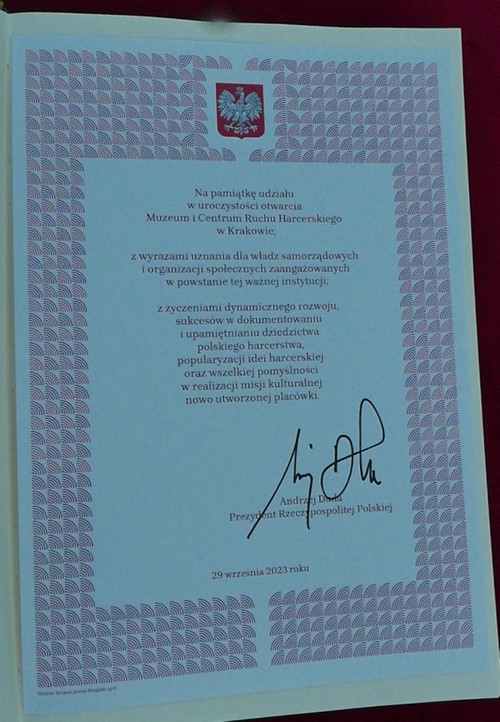 Na pamiątkę udziału
w uroczystości otwarcia
Muzeum i Centrum Ruchu Harcerskiego
w Krakowie;
z wyrazami uznania dla władz samorządowych
i organizacji społecznych zaangażowanych
w powstanie tej ważnej instytucji;
z życzeniami dynamicznego rozwoju,
sukcesów w dokumentowaniu
i upamiętnianiu dziedzictwa
polskiego harcerstwa,
popularyzacji idei harcerskiej
oraz wszelkiej pomyślności
w realizacji misji kulturalnej
nowo utworzonej placówki.
Andrzej Duda
Prezydent Rzeczypospolitej Polskiej
29 września 2023 roku